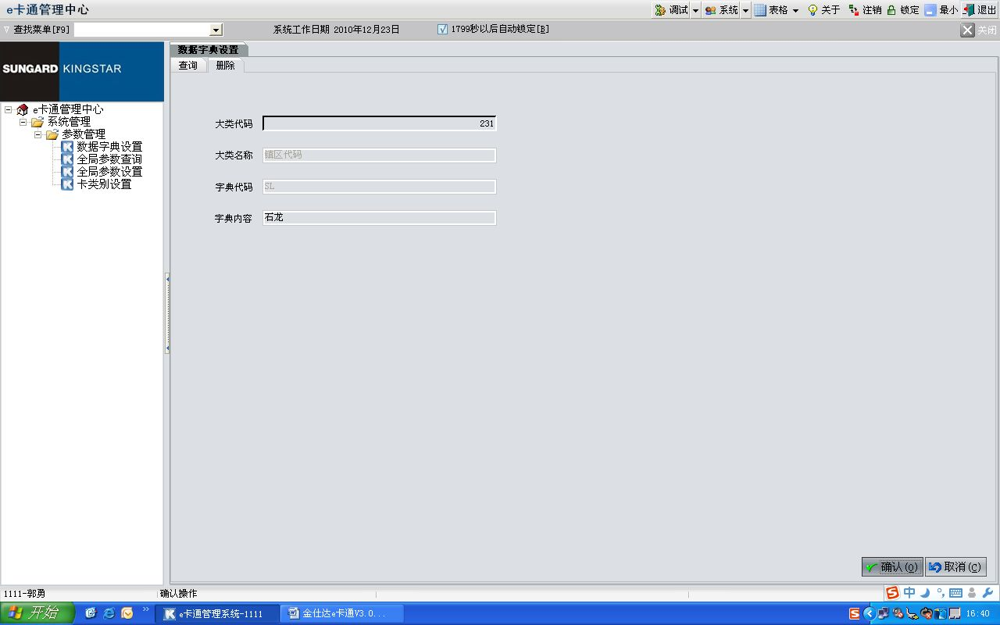 e卡通管理中心 调试 系统 表格 关于 注销 锁定 最小 退出
查找菜单[F9] 系统工作日期 2010年12月23日 1799秒以后自动锁定[B] 关闭
SUNGARD KINGSTAR
e卡通管理中心
系统管理
参数管理
数据字典设置
全局参数查询
全局参数设置
卡类别设置
数据字典设置
查询 删除
大类代码 231
大类名称 镇区代码
字典代码 SL
字典内容 石龙
确认(O) 取消(C)
1111-郭勇 确认操作 中
开始 e卡通管理系统-1111 金仕达e卡通V3.0... 16:40